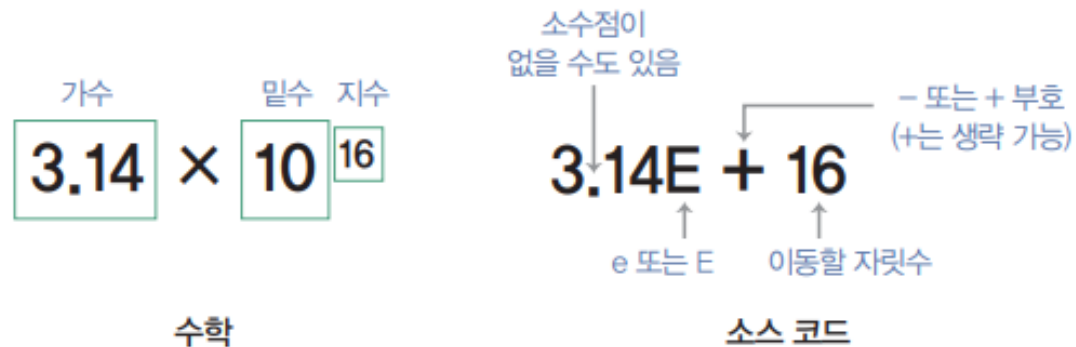 가수 밑수 지수
3.14 × 10 16
수학
소수점이
없을 수도 있음
– 또는 + 부호
(+는 생략 가능)
3.14E + 16
e 또는 E 이동할 자릿수
소스 코드